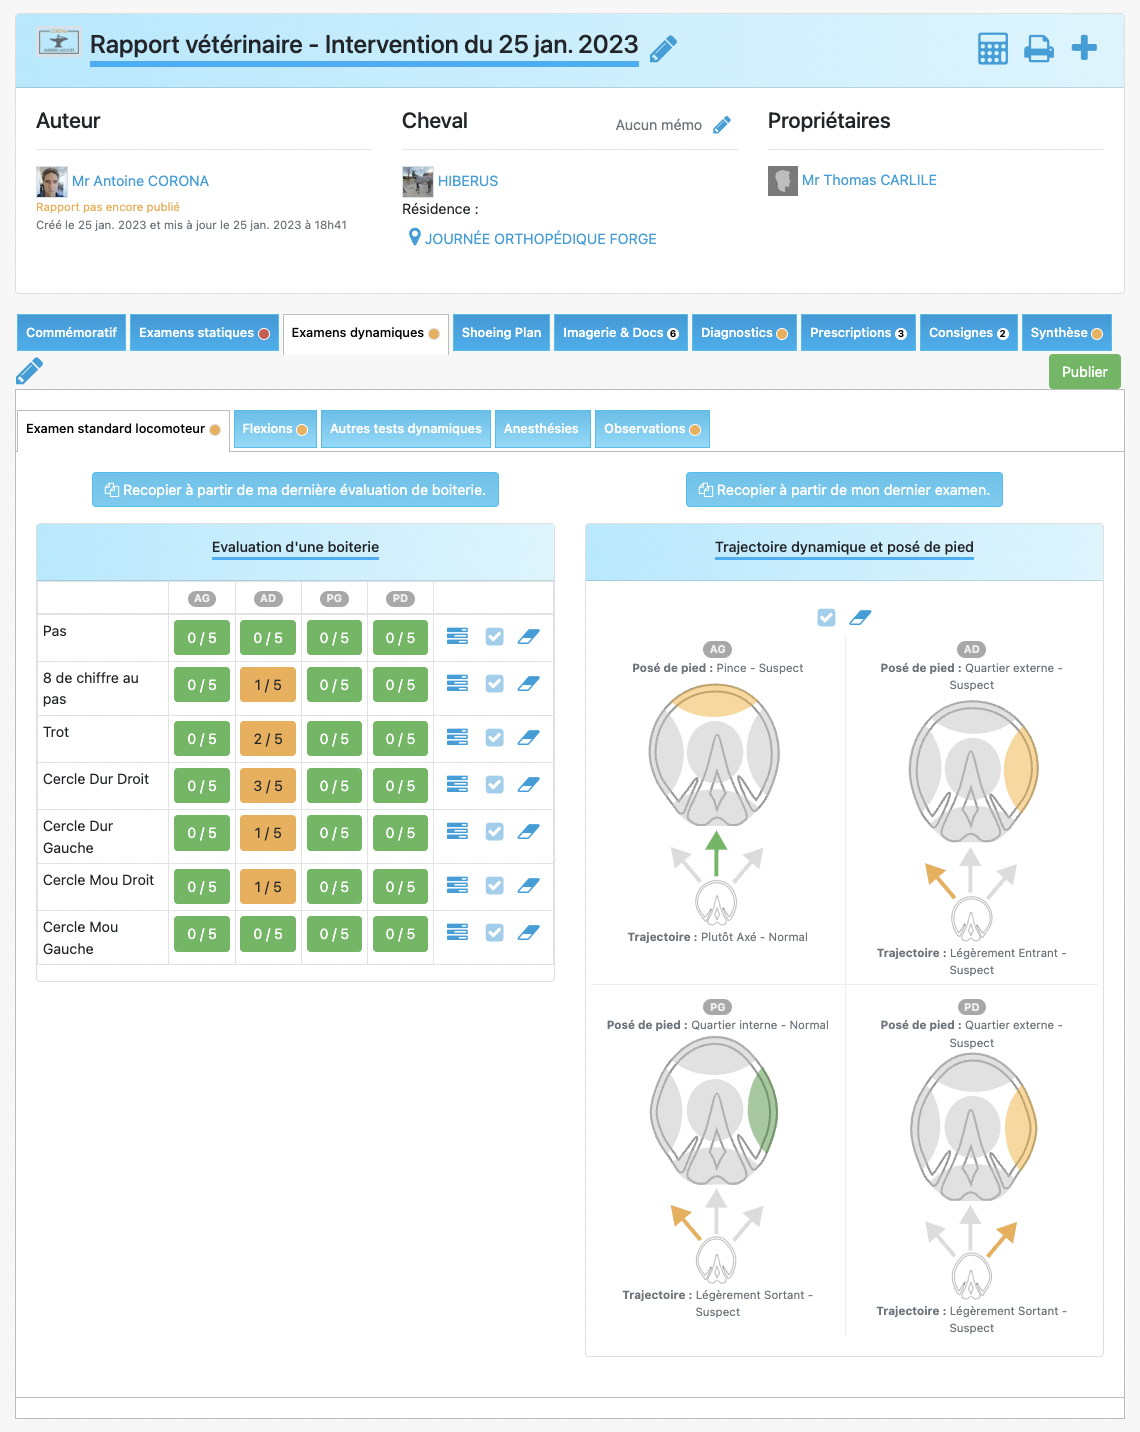 Rapport vétérinaire - Intervention du 25 jan. 2023
Auteur
Mr Antoine CORONA
Rapport pas encore publié
Créé le 25 jan. 2023 et mis à jour le 25 jan. 2023 à 18h41
Cheval
Aucun mémo
HIBERUS
Résidence :
JOURNÉE ORTHOPÉDIQUE FORGE
Propriétaires
Mr Thomas CARLILE
Commémoratif
Examens statiques
Examens dynamiques
Shoeing Plan
Imagerie & Docs 6
Diagnostics
Prescriptions 3
Consignes 2
Synthèse
Publier
Examen standard locomoteur
Flexions
Autres tests dynamiques
Anesthésies
Observations
Recopier à partir de ma dernière évaluation de boiterie.
Recopier à partir de mon dernier examen.
Evaluation d'une boiterie
AG AD PG PD
Pas 0 / 5 0 / 5 0 / 5 0 / 5
8 de chiffre au
pas
0 / 5 1 / 5 0 / 5 0 / 5
Trot 0 / 5 2 / 5 0 / 5 0 / 5
Cercle Dur Droit 0 / 5 3 / 5 0 / 5 0 / 5
Cercle Dur
Gauche
0 / 5 1 / 5 0 / 5 0 / 5
Cercle Mou Droit 0 / 5 1 / 5 0 / 5 0 / 5
Cercle Mou
Gauche
0 / 5 0 / 5 0 / 5 0 / 5
Trajectoire dynamique et posé de pied
AG
Posé de pied : Pince - Suspect
Trajectoire : Plutôt Axé - Normal
AD
Posé de pied : Quartier externe -
Suspect
Trajectoire : Légèrement Entrant -
Suspect
PG
Posé de pied : Quartier interne - Normal
Trajectoire : Légèrement Sortant -
Suspect
PD
Posé de pied : Quartier externe -
Suspect
Trajectoire : Légèrement Sortant -
Suspect